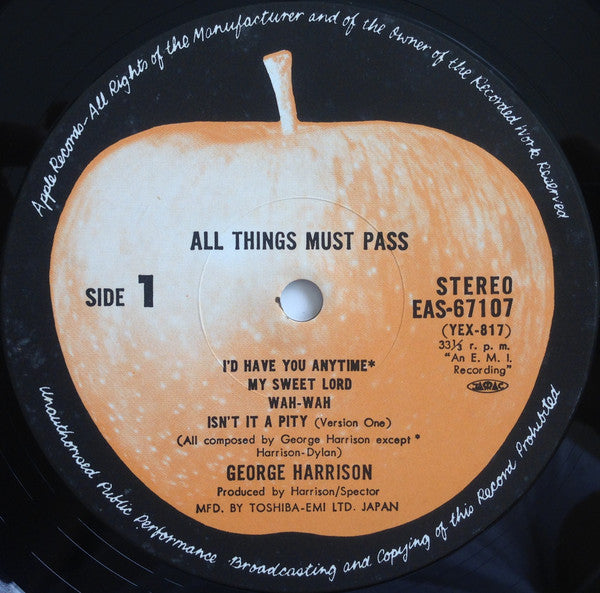 Apple Records-All Rights of the Manufacturer and of the Owner of the Recorded Work Reserved
ALL THINGS MUST PASS
SIDE 1
STEREO
EAS-67107
(YEX-817)
33⅓ r. p. m.
"An E. M. I.
Recording"
JASRAC
I'D HAVE YOU ANYTIME*
MY SWEET LORD
WAH-WAH
ISN'T IT A PITY (Version One)
(All composed by George Harrison except *
Harrison-Dylan)
GEORGE HARRISON
Produced by Harrison/Spector
MFD. BY TOSHIBA-EMI LTD. JAPAN
Unauthorised Public Performance Broadcasting and Copying of this Record Prohibited